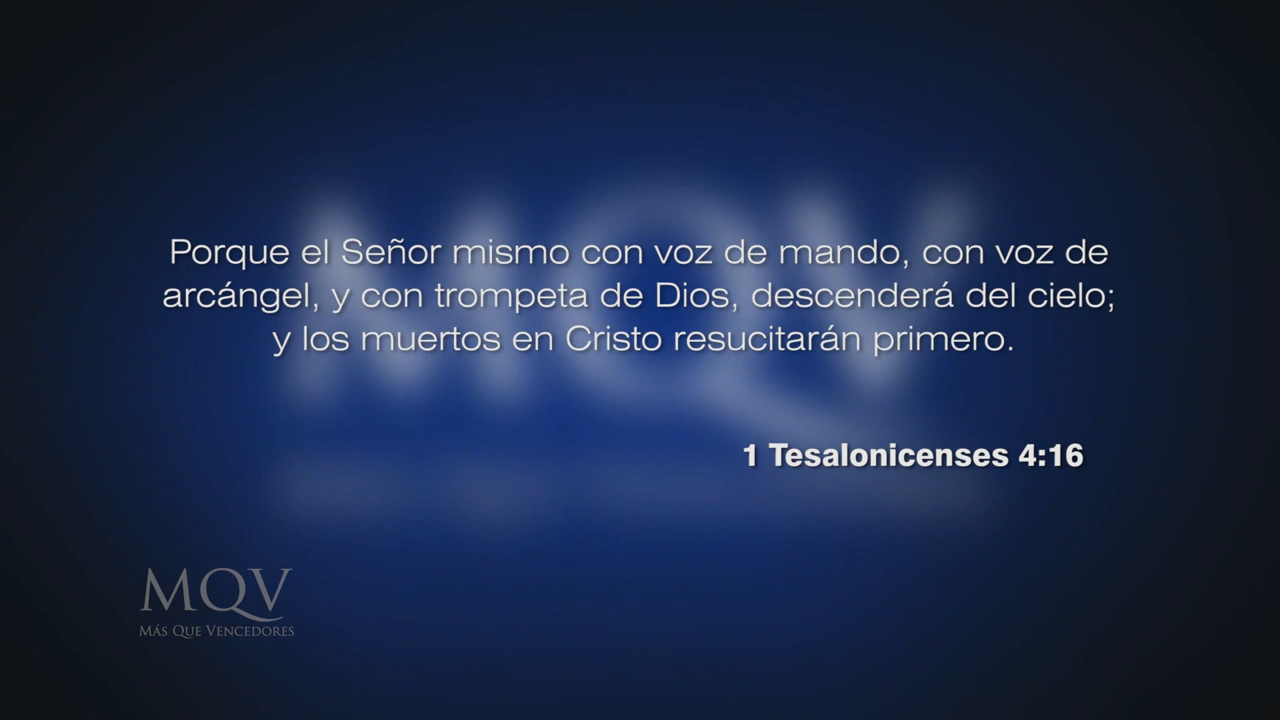 Porque el Señor mismo con voz de mando, con voz de
arcángel, y con trompeta de Dios, descenderá del cielo;
y los muertos en Cristo resucitarán primero.
1 Tesalonicenses 4:16
MQV
MÁS QUE VENCEDORES